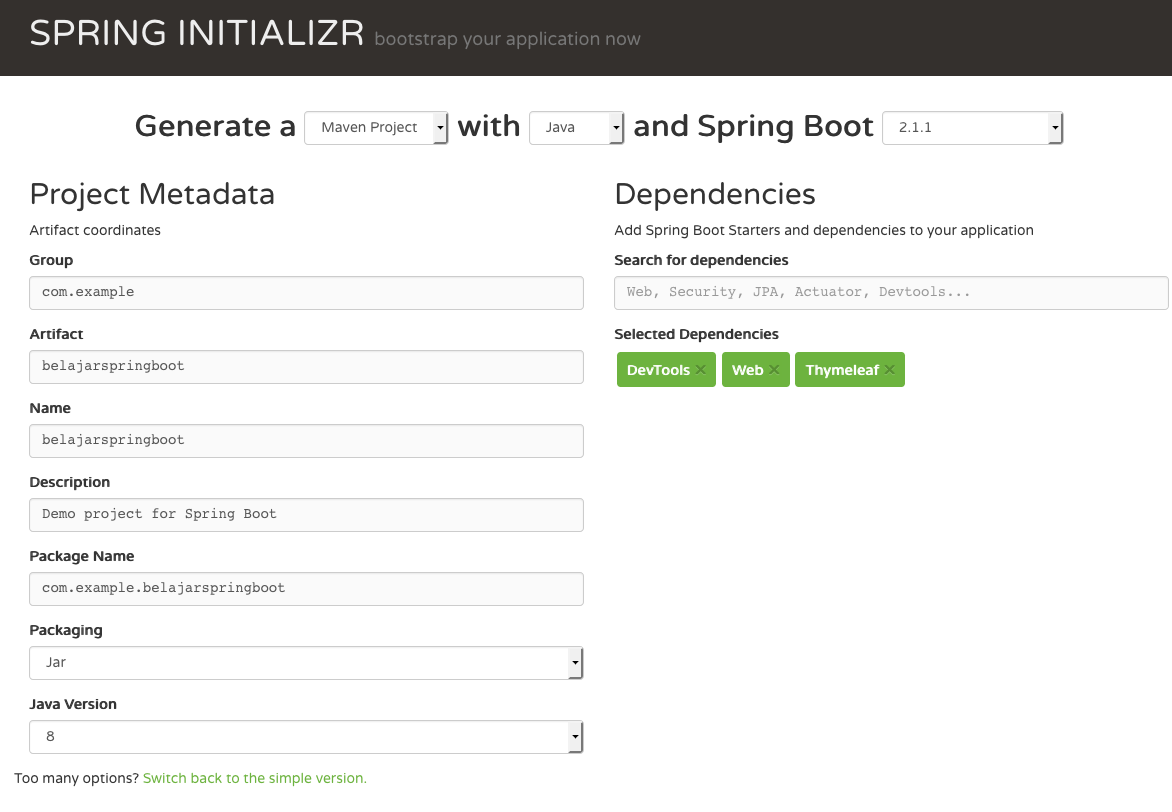 SPRING INITIALIZR bootstrap your application now
Generate a Maven Project with Java and Spring Boot 2.1.1
Project Metadata
Artifact coordinates
Group
com.example
Artifact
belajarspringboot
Name
belajarspringboot
Description
Demo project for Spring Boot
Package Name
com.example.belajarspringboot
Packaging
Jar
Java Version
8
Dependencies
Add Spring Boot Starters and dependencies to your application
Search for dependencies
Web, Security, JPA, Actuator, Devtools...
Selected Dependencies
DevTools × Web × Thymeleaf ×
Too many options? Switch back to the simple version.